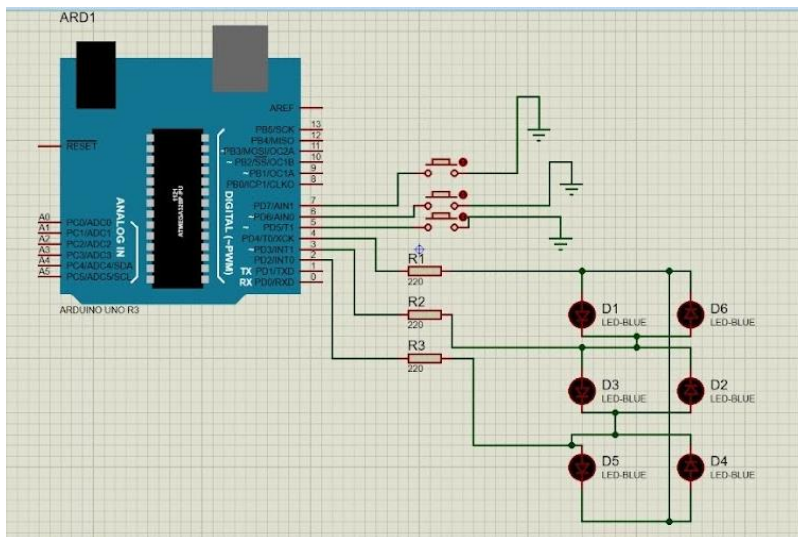 ARD1
AREF
RESET
PB5/SCK 13
PB4/MISO 12
~PB3/MOSI/OC2A 11
~ PB2/SS/OC1B 10
~ PB1/OC1A 9
PB0/ICP1/CLKO 8
PD7/AIN1 7
~ PD6/AIN0 6
~ PD5/T1 5
PD4/T0/XCK 4
~PD3/INT1 3
PD2/INT0 2
TX PD1/TXD 1
RX PD0/RXD 0
DIGITAL (~PWM)
1121
ATMEGA328P-PU
ANALOG IN
A0 PC0/ADC0
A1 PC1/ADC1
A2 PC2/ADC2
A3 PC3/ADC3
A4 PC4/ADC4/SDA
A5 PC5/ADC5/SCL
ARDUINO UNO R3
R1
220
R2
220
R3
220
D1
LED-BLUE
D6
LED-BLUE
D3
LED-BLUE
D2
LED-BLUE
D5
LED-BLUE
D4
LED-BLUE